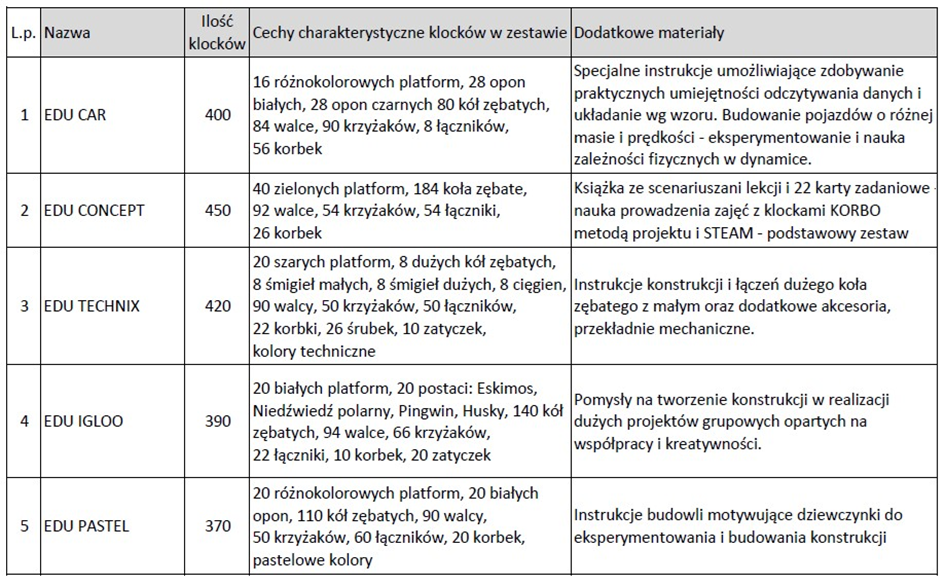 L.p. Nazwa Ilość klocków Cechy charakterystyczne klocków w zestawie Dodatkowe materiały
1 EDU CAR 400
16 różnokolorowych platform, 28 opon
białych, 28 opon czarnych 80 kół zębatych,
84 walce, 90 krzyżaków, 8 łączników,
56 korbek
Specjalne instrukcje umożliwiające zdobywanie
praktycznych umiejętności odczytywania danych i
układanie wg wzoru. Budowanie pojazdów o różnej
masie i prędkości - eksperymentowanie i nauka
zależności fizycznych w dynamice.
2 EDU CONCEPT 450
40 zielonych platform, 184 koła zębate,
92 walce, 54 krzyżaków, 54 łączniki,
26 korbek
Książka ze scenariuszani lekcji i 22 karty zadaniowe -
nauka prowadzenia zajęć z klockami KORBO
metodą projektu i STEAM - podstawowy zestaw
3 EDU TECHNIX 420
20 szarych platform, 8 dużych kół zębatych,
8 śmigieł małych, 8 śmigieł dużych, 8 cięgien,
90 walcy, 50 krzyżaków, 50 łączników,
22 korbki, 26 śrubek, 10 zatyczek,
kolory techniczne
Instrukcje konstrukcji i łączeń dużego koła
zębatego z małym oraz dodatkowe akcesoria,
przekładnie mechaniczne.
4 EDU IGLOO 390
20 białych platform, 20 postaci: Eskimos,
Niedźwiedź polarny, Pingwin, Husky, 140 kół
zębatych, 94 walce, 66 krzyżaków,
22 łączniki, 10 korbek, 20 zatyczek
Pomysły na tworzenie konstrukcji w realizacji
dużych projektów grupowych opartych na
współpracy i kreatywności.
5 EDU PASTEL 370
20 różnokolorowych platform, 20 białych
opon, 110 kół zębatych, 90 walcy,
50 krzyżaków, 60 łączników, 20 korbek,
pastelowe kolory
Instrukcje budowli motywujące dziewczynki do
eksperymentowania i budowania konstrukcji